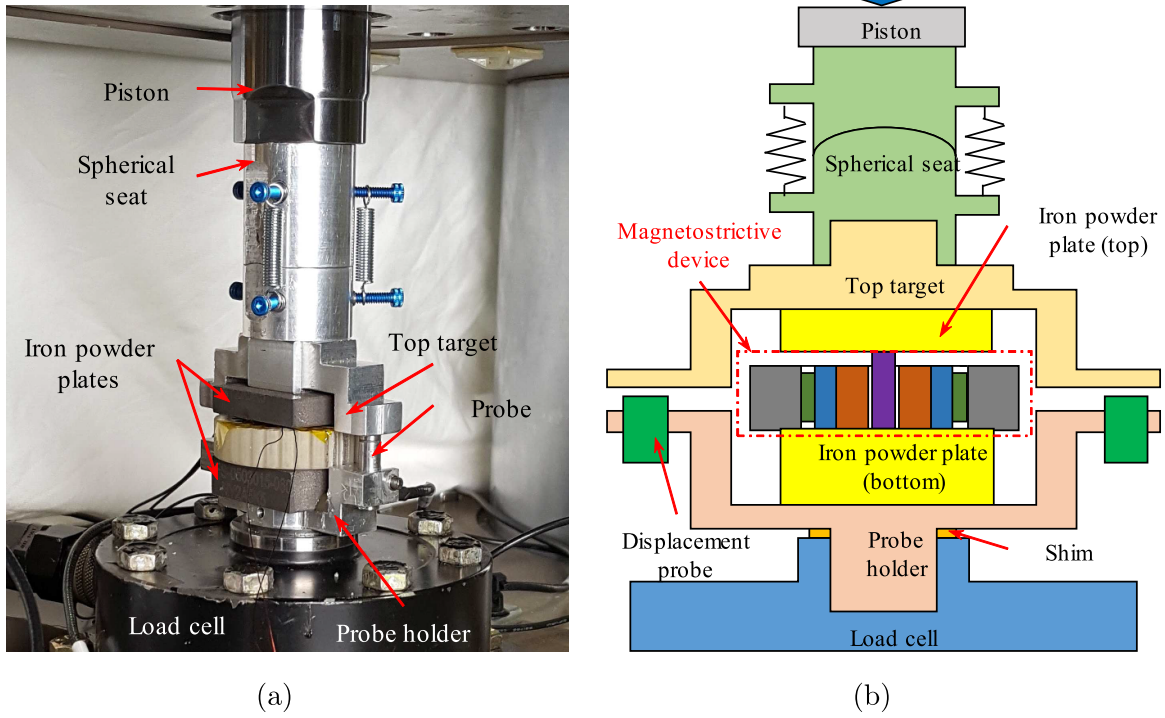 Piston
Spherical
seat
Iron powder
plates
Top target
Probe
Load cell
Probe holder
(a)
Piston
Spherical seat
Iron powder
plate (top)
Magnetostrictive
device
Top target
Iron powder plate
(bottom)
Displacement
probe
Probe
holder
Shim
Load cell
(b)